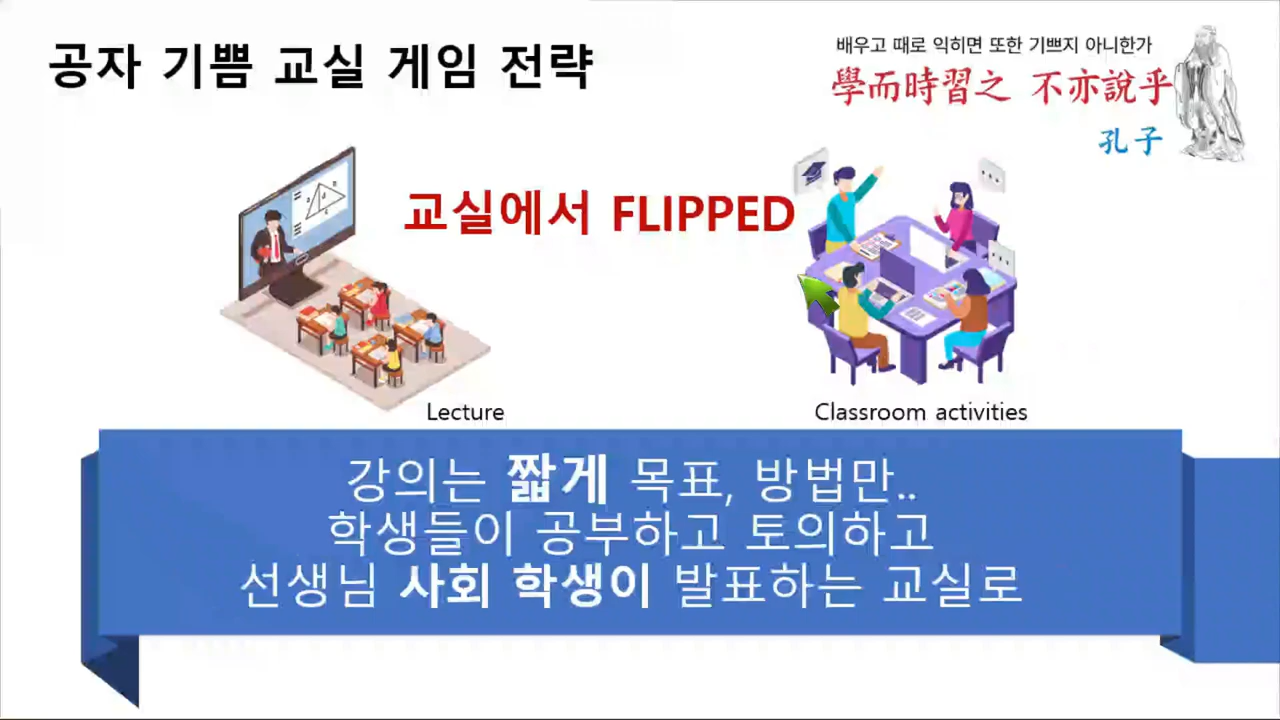 공자 기쁨 교실 게임 전략
배우고 때로 익히면 또한 기쁘지 아니한가
學而時習之 不亦說乎
孔子
교실에서 FLIPPED
Lecture
Classroom activities
강의는 짧게 목표, 방법만..
학생들이 공부하고 토의하고
선생님 사회 학생이 발표하는 교실로